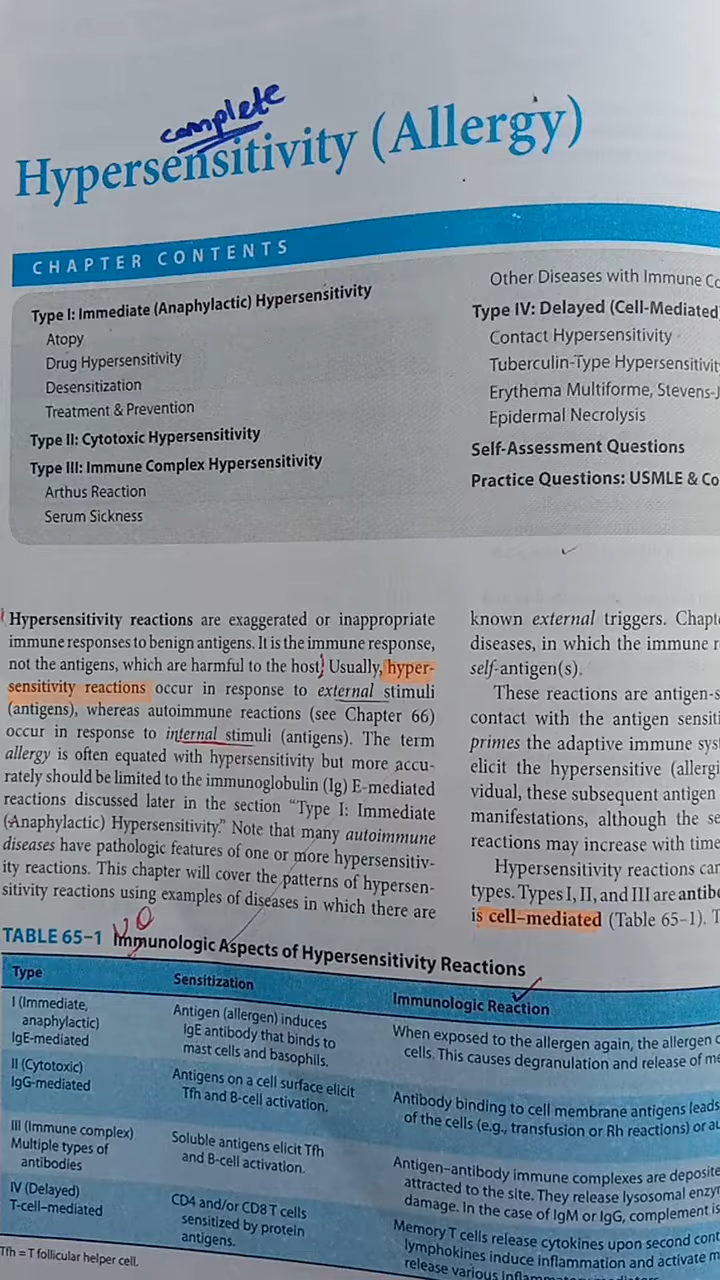 complete
Hypersensitivity (Allergy)
CHAPTER CONTENTS
Type I: Immediate (Anaphylactic) Hypersensitivity
Atopy
Drug Hypersensitivity
Desensitization
Treatment & Prevention
Type II: Cytotoxic Hypersensitivity
Type III: Immune Complex Hypersensitivity
Arthus Reaction
Serum Sickness
Other Diseases with Immune
Type IV: Delayed (Cell-Mediated)
Contact Hypersensitivity
Tuberculin-Type
Erythema Multiforme,
Epidermal Necrolysis
Self-Assessment Questions
Practice Questions: USMLE &
Hypersensitivity reactions are exaggerated or inappropriate
immune responses to benign antigens. It is the immune response,
not the antigens, which are harmful to the host. Usually, hyper-
sensitivity reactions occur in response to external stimuli
(antigens), whereas autoimmune reactions (see Chapter 66)
occur in response to internal stimuli (antigens). The term
allergy is often equated with hypersensitivity but more accu-
rately should be limited to the immunoglobulin (Ig) E-mediated
reactions discussed later in the section “Type I: Immediate
(Anaphylactic) Hypersensitivity.” Note that many autoimmune
diseases have pathologic features of one or more hypersensitiv-
ity reactions. This chapter will cover the patterns of hypersen-
sitivity reactions using examples of diseases in which there are
known external triggers.
diseases, in which the immune
self-antigen(s).
These reactions are
contact with the antigen
primes the adaptive immune
elicit the hypersensitive
vidual, these subsequent antigen
manifestations, although the
reactions may increase with time
Hypersensitivity reactions can
types. Types I, II, and III are
is cell–mediated (Table 65–1).
NO
TABLE 65–1 Immunologic Aspects of Hypersensitivity Reactions
Type Sensitization Immunologic Reaction
I (Immediate,
anaphylactic)
IgE-mediated
Antigen (allergen) induces
IgE antibody that binds to
mast cells and basophils.
When exposed to the allergen again, the allergen
cells. This causes degranulation and release of
II (Cytotoxic)
IgG-mediated
Antigens on a cell surface elicit
Tfh and B-cell activation.
Antibody binding to cell membrane antigens leads
of the cells (e.g., transfusion or Rh reactions) or
III (Immune complex)
Multiple types of
antibodies
Soluble antigens elicit Tfh
and B-cell activation.
Antigen–antibody immune complexes are
attracted to the site. They release lysosomal
damage. In the case of IgM or IgG, complement is
IV (Delayed)
T-cell–mediated
CD4 and/or CD8 T cells
sensitized by protein
antigens.
Memory T cells release cytokines upon second
lymphokines induce inflammation and activate
release various
Tfh = T follicular helper cell.